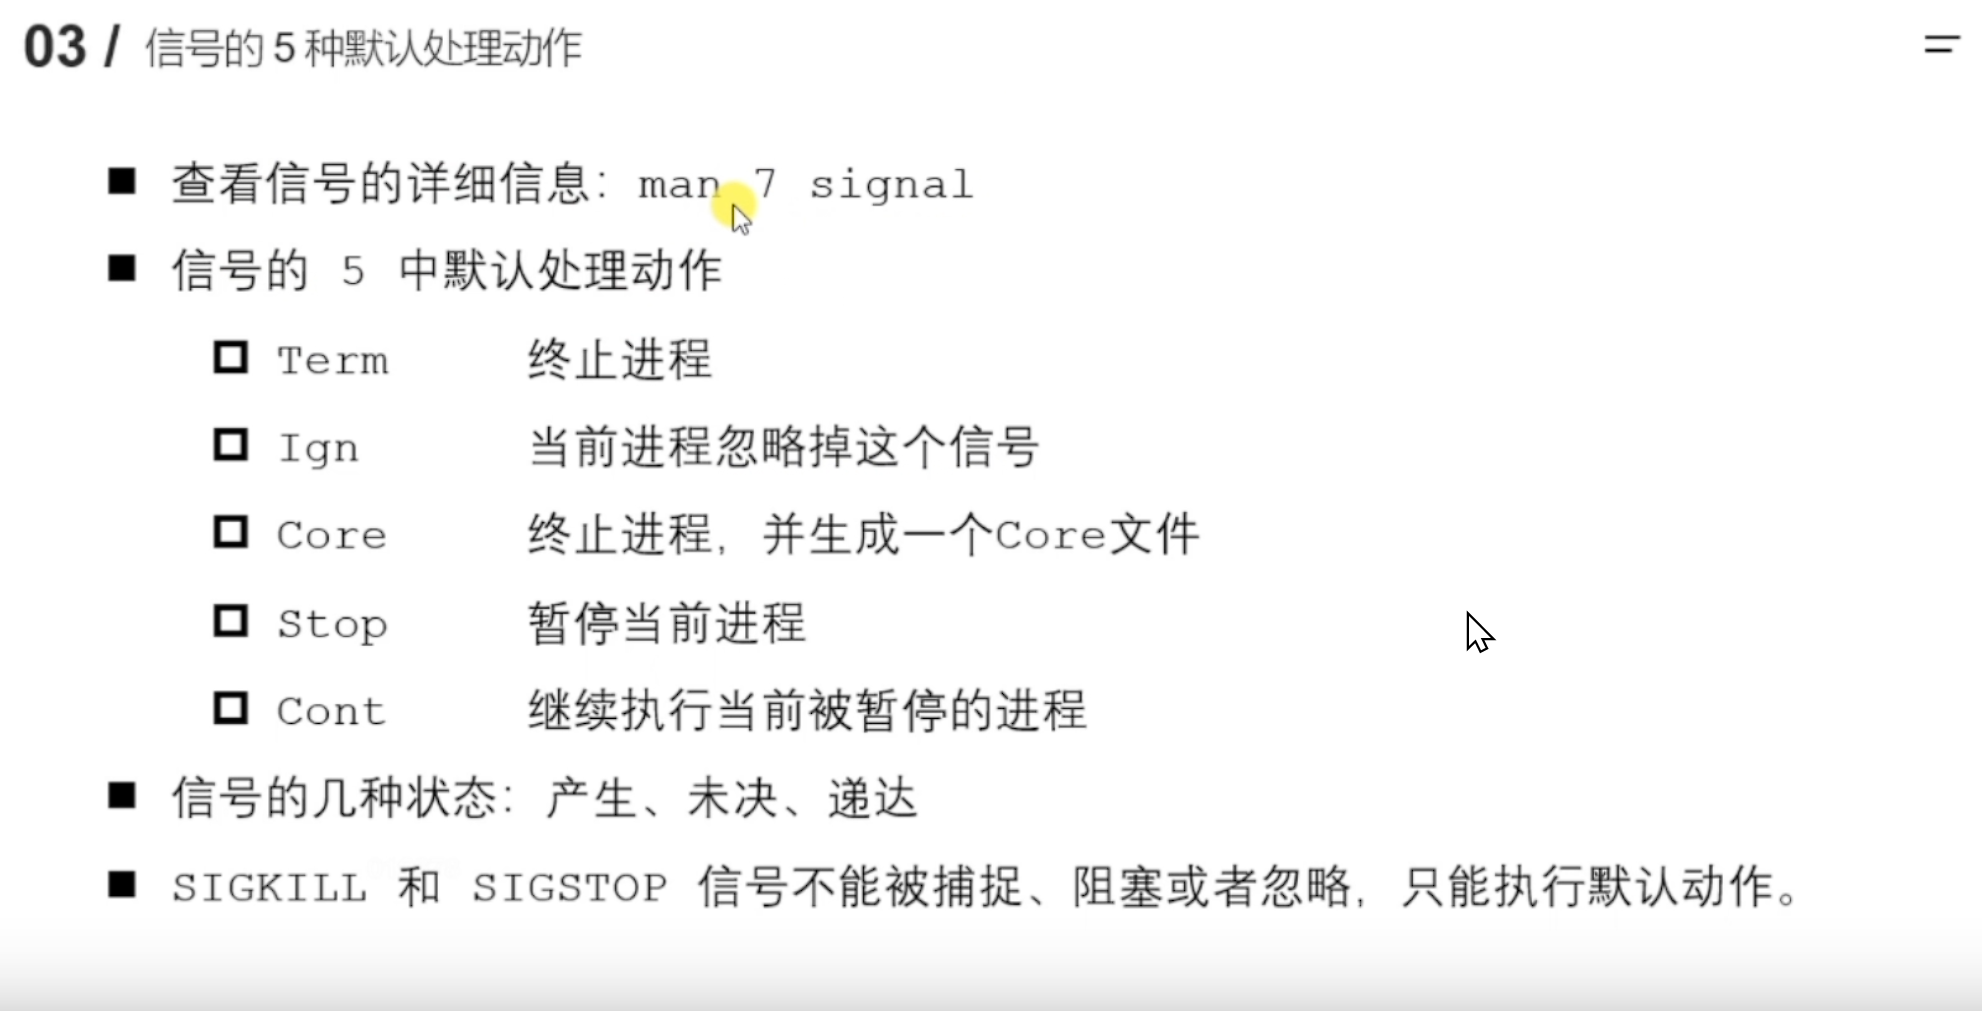 03 / 信号的 5 种默认处理动作
查看信号的详细信息：man 7 signal
信号的 5 中默认处理动作
Term 终止进程
Ign 当前进程忽略掉这个信号
Core 终止进程，并生成一个Core文件
Stop 暂停当前进程
Cont 继续执行当前被暂停的进程
信号的几种状态：产生、未决、递达
SIGKILL 和 SIGSTOP 信号不能被捕捉、阻塞或者忽略，只能执行默认动作。